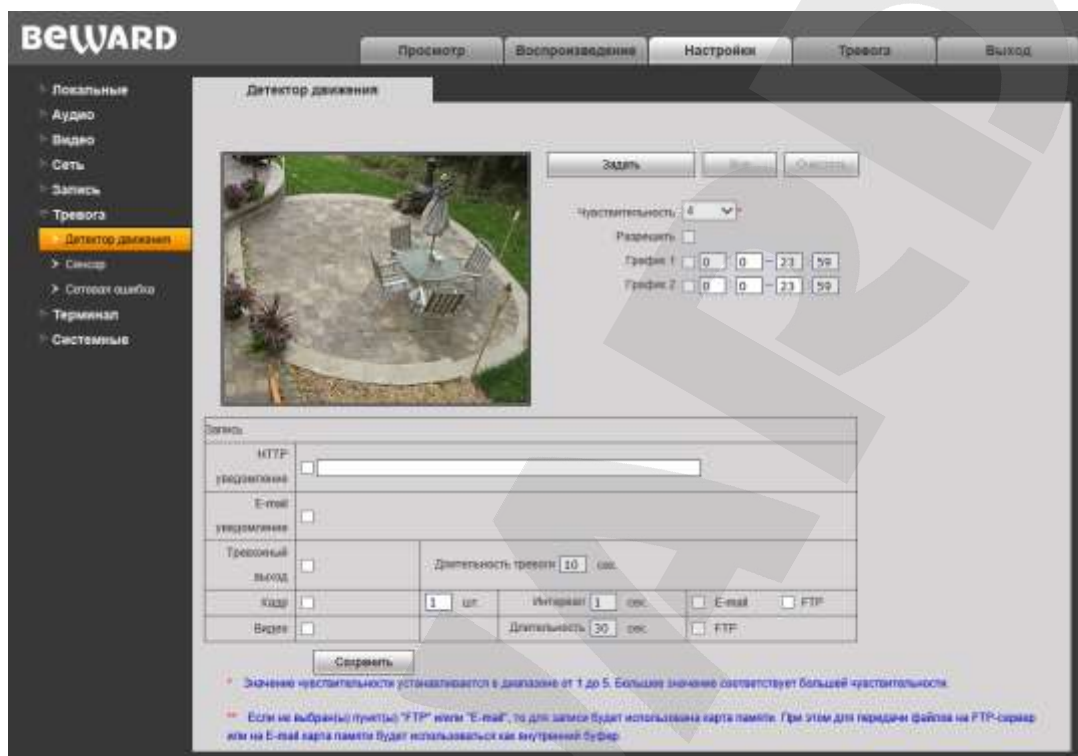 BEWARD
Просмотр
Воспроизведение
Настройки
Тревога
Выход
Локальные
Аудио
Видео
Сеть
Запись
Тревога
Детектор движения
Сенсор
Сетевая ошибка
Терминал
Системные
Детектор движения
Задать
Все
Очистить
Чувствительность 4 *
Разрешить
График 1 0 : 0 – 23 : 59
График 2 0 : 0 – 23 : 59
Запись
HTTP
уведомление
E-mail
уведомление
Тревожный
выход
Длительность тревоги 10 сек.
Кадр 1 шт. Интервал 1 сек. E-mail FTP
Видео Длительность 30 сек. FTP
Сохранить
* Значение чувствительности устанавливается в диапазоне от 1 до 5. Большее значение соответствует большей чувствительности.
** Если не выбран(ы) пункт(ы) "FTP" и/или "E-mail", то для записи будет использована карта памяти. При этом для передачи файлов на FTP-сервер
или на E-mail карта памяти будет использоваться как внутренний буфер.